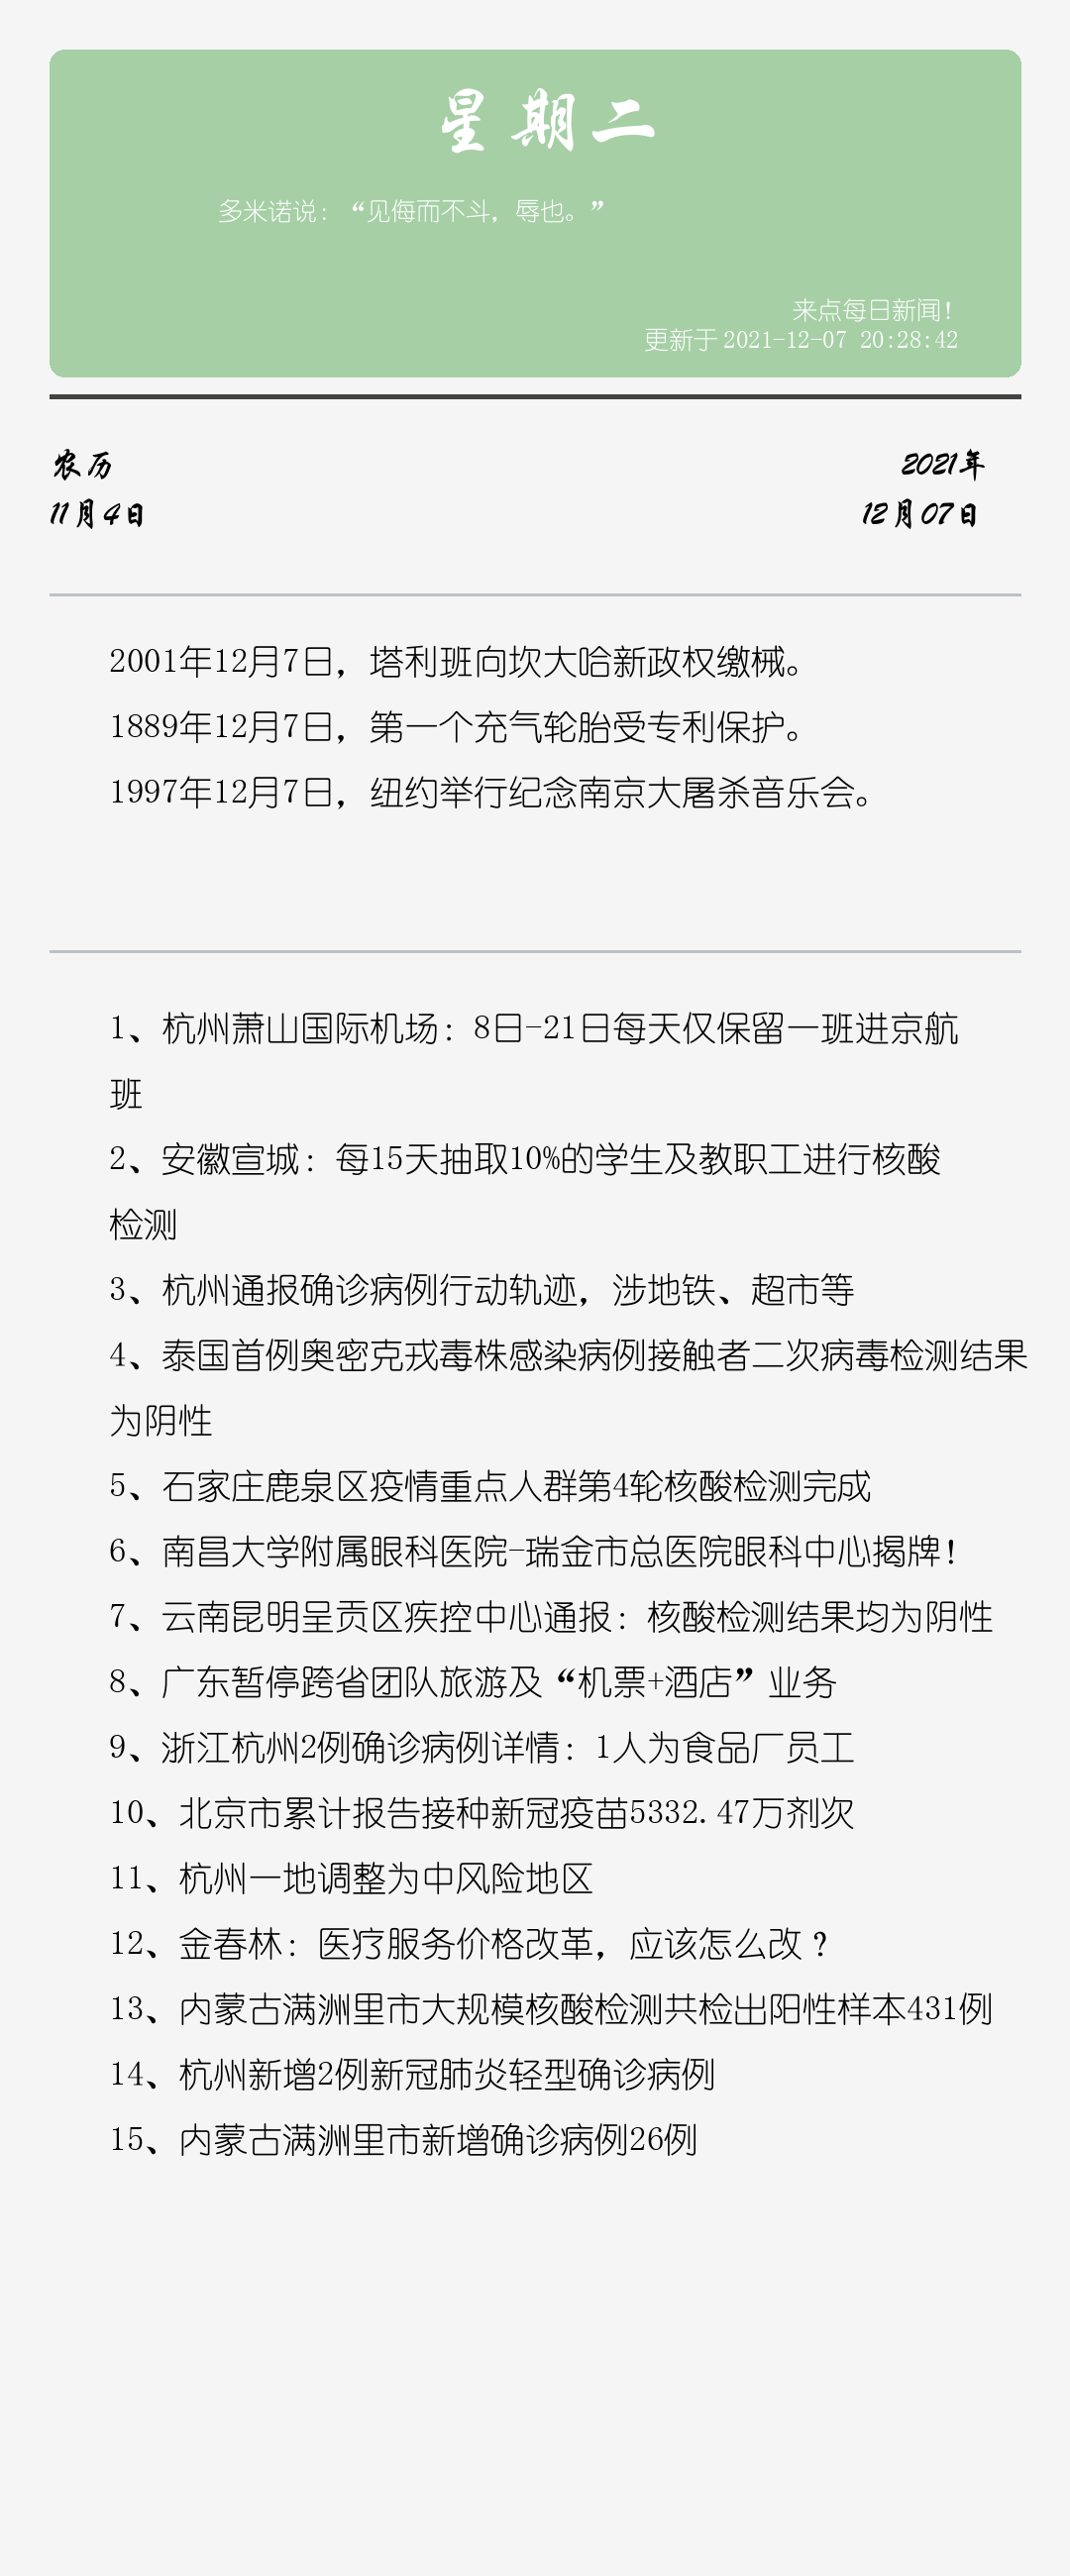 星期二
多米诺说：“见侮而不斗，辱也。”
来点每日新闻！
更新于2021-12-07 20:28:42
农历
2021年
11月4日
12月07日
2001年12月7日，塔利班向坎大哈新政权缴械。
1889年12月7日，第一个充气轮胎受专利保护。
1997年12月7日，纽约举行纪念南京大屠杀音乐会。
1、杭州萧山国际机场：8日-21日每天仅保留一班进京航
班
2、安徽宣城：每15天抽取10%的学生及教职工进行核酸
检测
3、杭州通报确诊病例行动轨迹，涉地铁、超市等
4、泰国首例奥密克戎毒株感染病例接触者二次病毒检测结果
为阴性
5、石家庄鹿泉区疫情重点人群第4轮核酸检测完成
6、南昌大学附属眼科医院-瑞金市总医院眼科中心揭牌！
7、云南昆明呈贡区疾控中心通报：核酸检测结果均为阴性
8、广东暂停跨省团队旅游及“机票+酒店”业务
9、浙江杭州2例确诊病例详情：1人为食品厂员工
10、北京市累计报告接种新冠疫苗5332.47万剂次
11、杭州一地调整为中风险地区
12、金春林：医疗服务价格改革，应该怎么改？
13、内蒙古满洲里市大规模核酸检测共检出阳性样本431例
14、杭州新增2例新冠肺炎轻型确诊病例
15、内蒙古满洲里市新增确诊病例26例